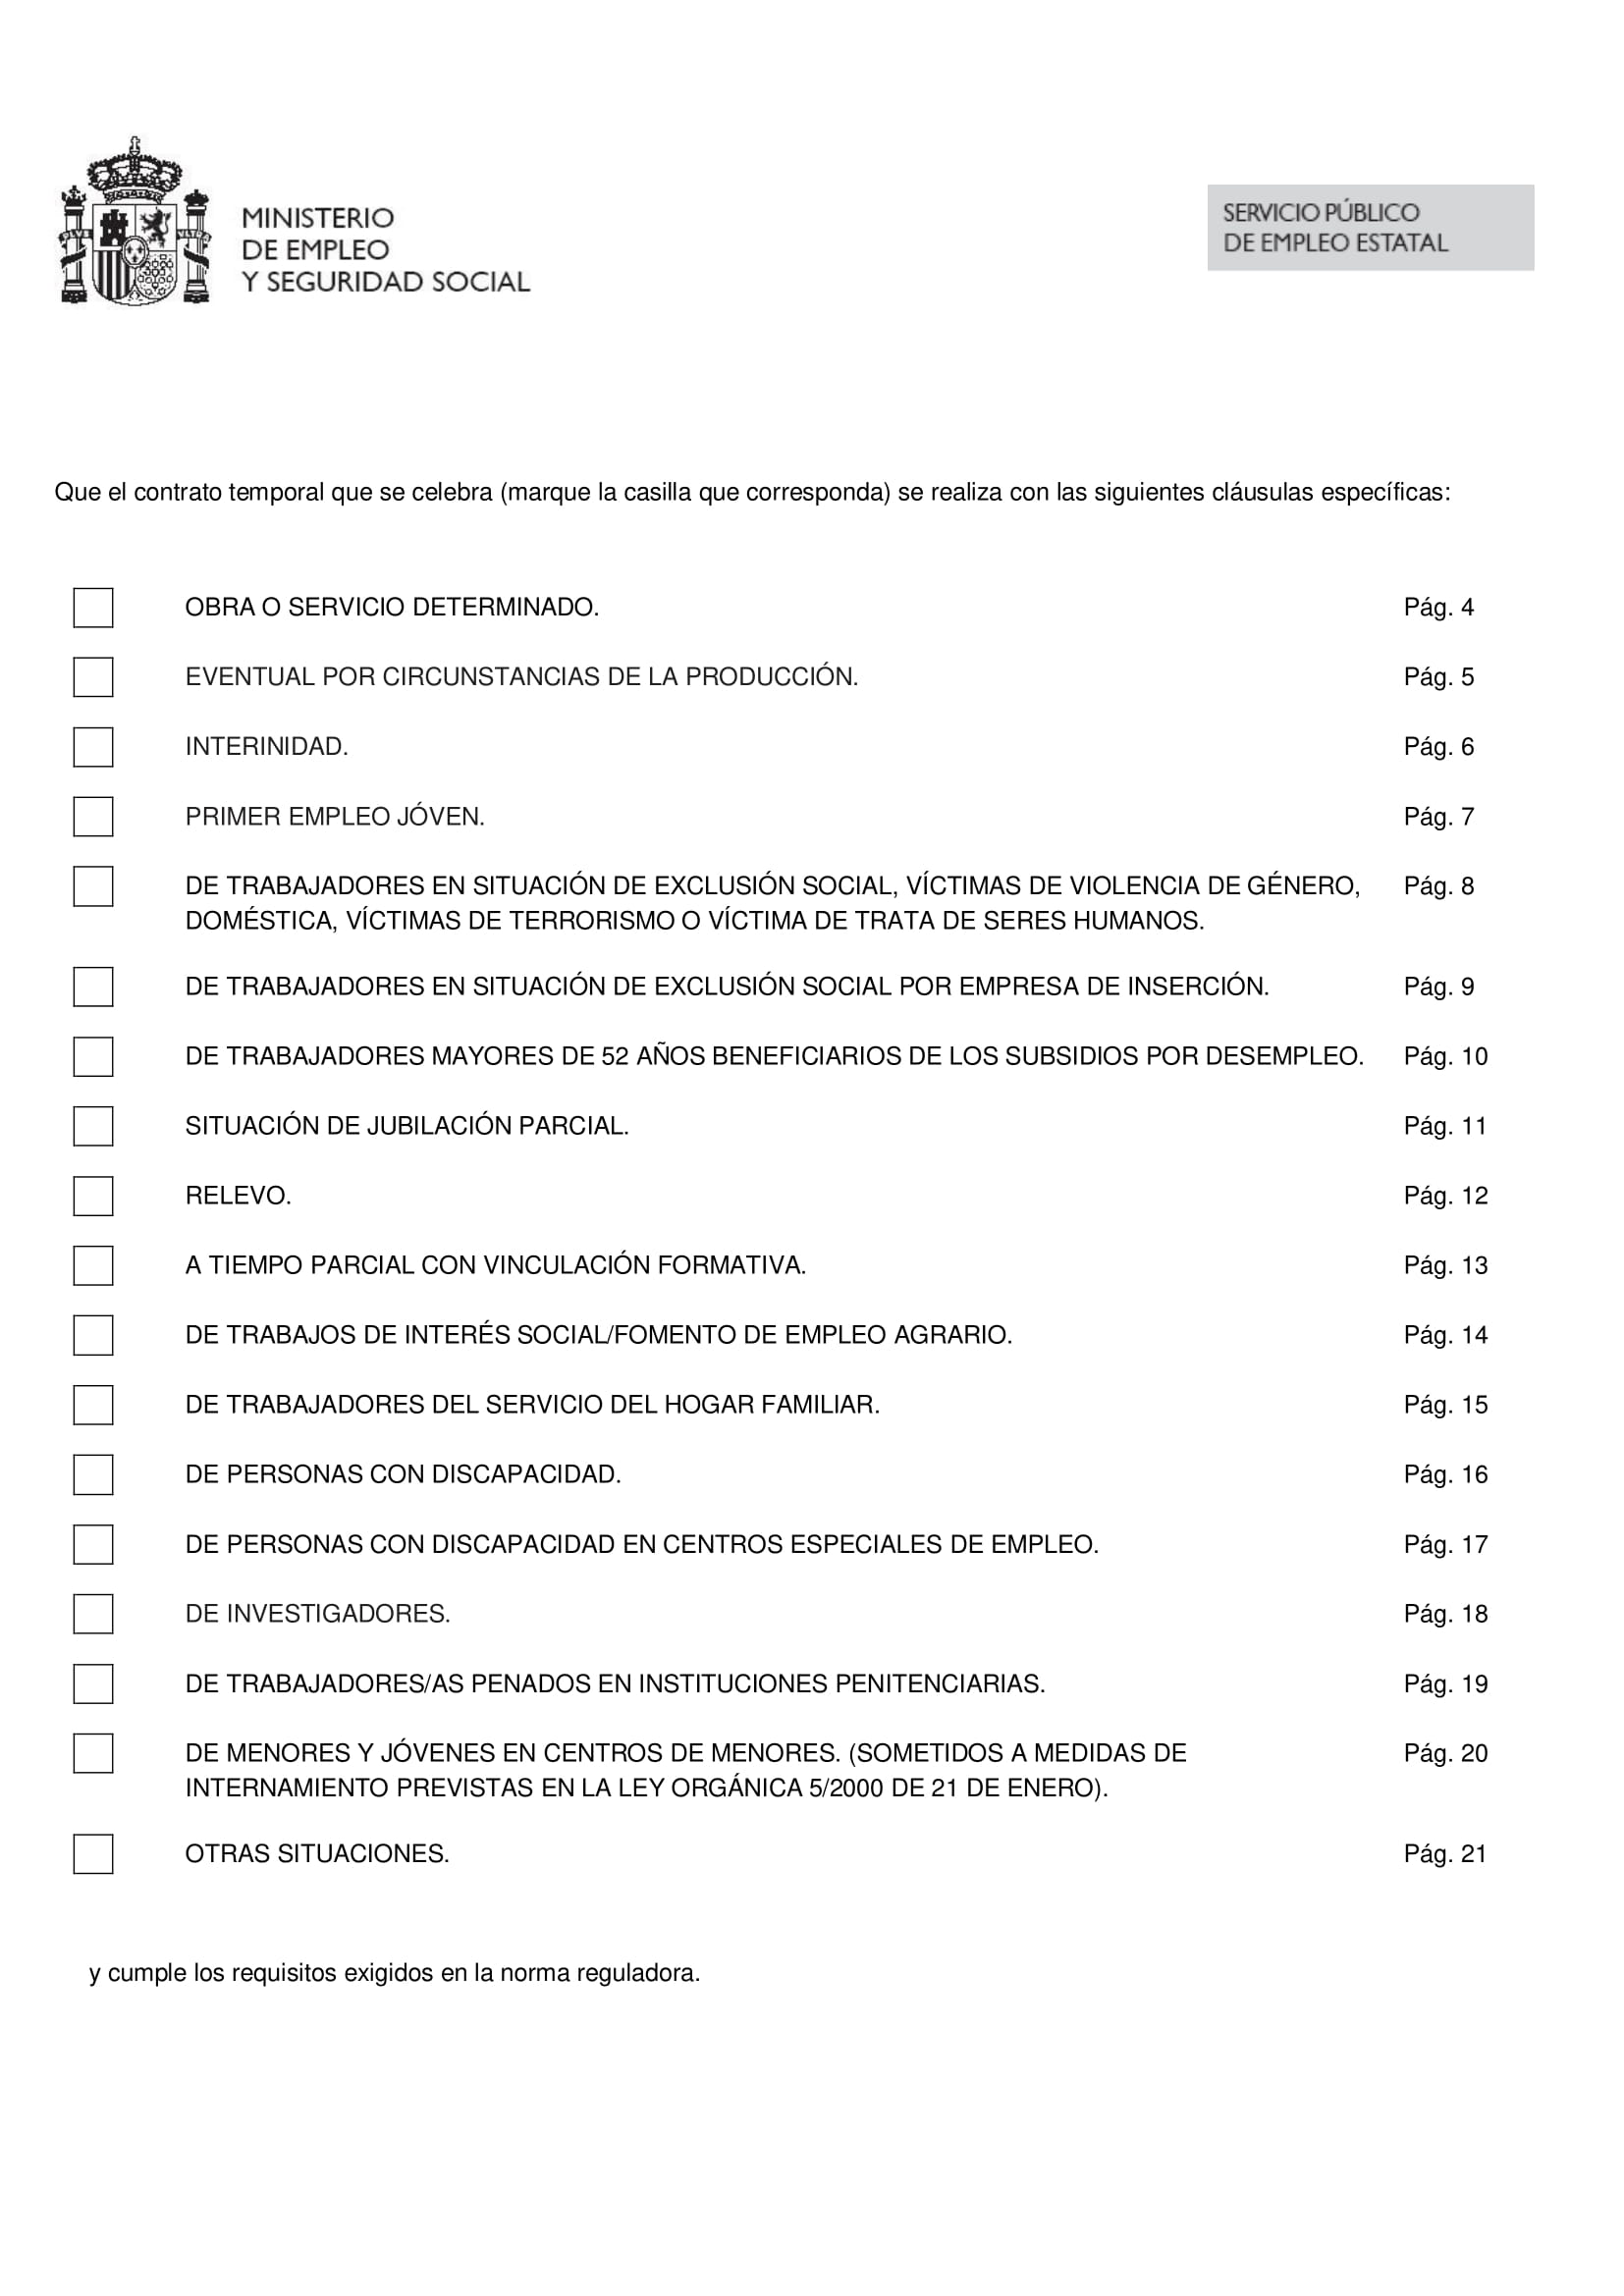 MINISTERIO
DE EMPLEO
Y SEGURIDAD SOCIAL
SERVICIO PÚBLICO
DE EMPLEO ESTATAL
Que el contrato temporal que se celebra (marque la casilla que corresponda) se realiza con las siguientes cláusulas específicas:
OBRA O SERVICIO DETERMINADO. Pág. 4
EVENTUAL POR CIRCUNSTANCIAS DE LA PRODUCCIÓN. Pág. 5
INTERINIDAD. Pág. 6
PRIMER EMPLEO JÓVEN. Pág. 7
DE TRABAJADORES EN SITUACIÓN DE EXCLUSIÓN SOCIAL, VÍCTIMAS DE VIOLENCIA DE GÉNERO, Pág. 8
DOMÉSTICA, VÍCTIMAS DE TERRORISMO O VÍCTIMA DE TRATA DE SERES HUMANOS.
DE TRABAJADORES EN SITUACIÓN DE EXCLUSIÓN SOCIAL POR EMPRESA DE INSERCIÓN. Pág. 9
DE TRABAJADORES MAYORES DE 52 AÑOS BENEFICIARIOS DE LOS SUBSIDIOS POR DESEMPLEO. Pág. 10
SITUACIÓN DE JUBILACIÓN PARCIAL. Pág. 11
RELEVO. Pág. 12
A TIEMPO PARCIAL CON VINCULACIÓN FORMATIVA. Pág. 13
DE TRABAJOS DE INTERÉS SOCIAL/FOMENTO DE EMPLEO AGRARIO. Pág. 14
DE TRABAJADORES DEL SERVICIO DEL HOGAR FAMILIAR. Pág. 15
DE PERSONAS CON DISCAPACIDAD. Pág. 16
DE PERSONAS CON DISCAPACIDAD EN CENTROS ESPECIALES DE EMPLEO. Pág. 17
DE INVESTIGADORES. Pág. 18
DE TRABAJADORES/AS PENADOS EN INSTITUCIONES PENITENCIARIAS. Pág. 19
DE MENORES Y JÓVENES EN CENTROS DE MENORES. (SOMETIDOS A MEDIDAS DE Pág. 20
INTERNAMIENTO PREVISTAS EN LA LEY ORGÁNICA 5/2000 DE 21 DE ENERO).
OTRAS SITUACIONES. Pág. 21
y cumple los requisitos exigidos en la norma reguladora.